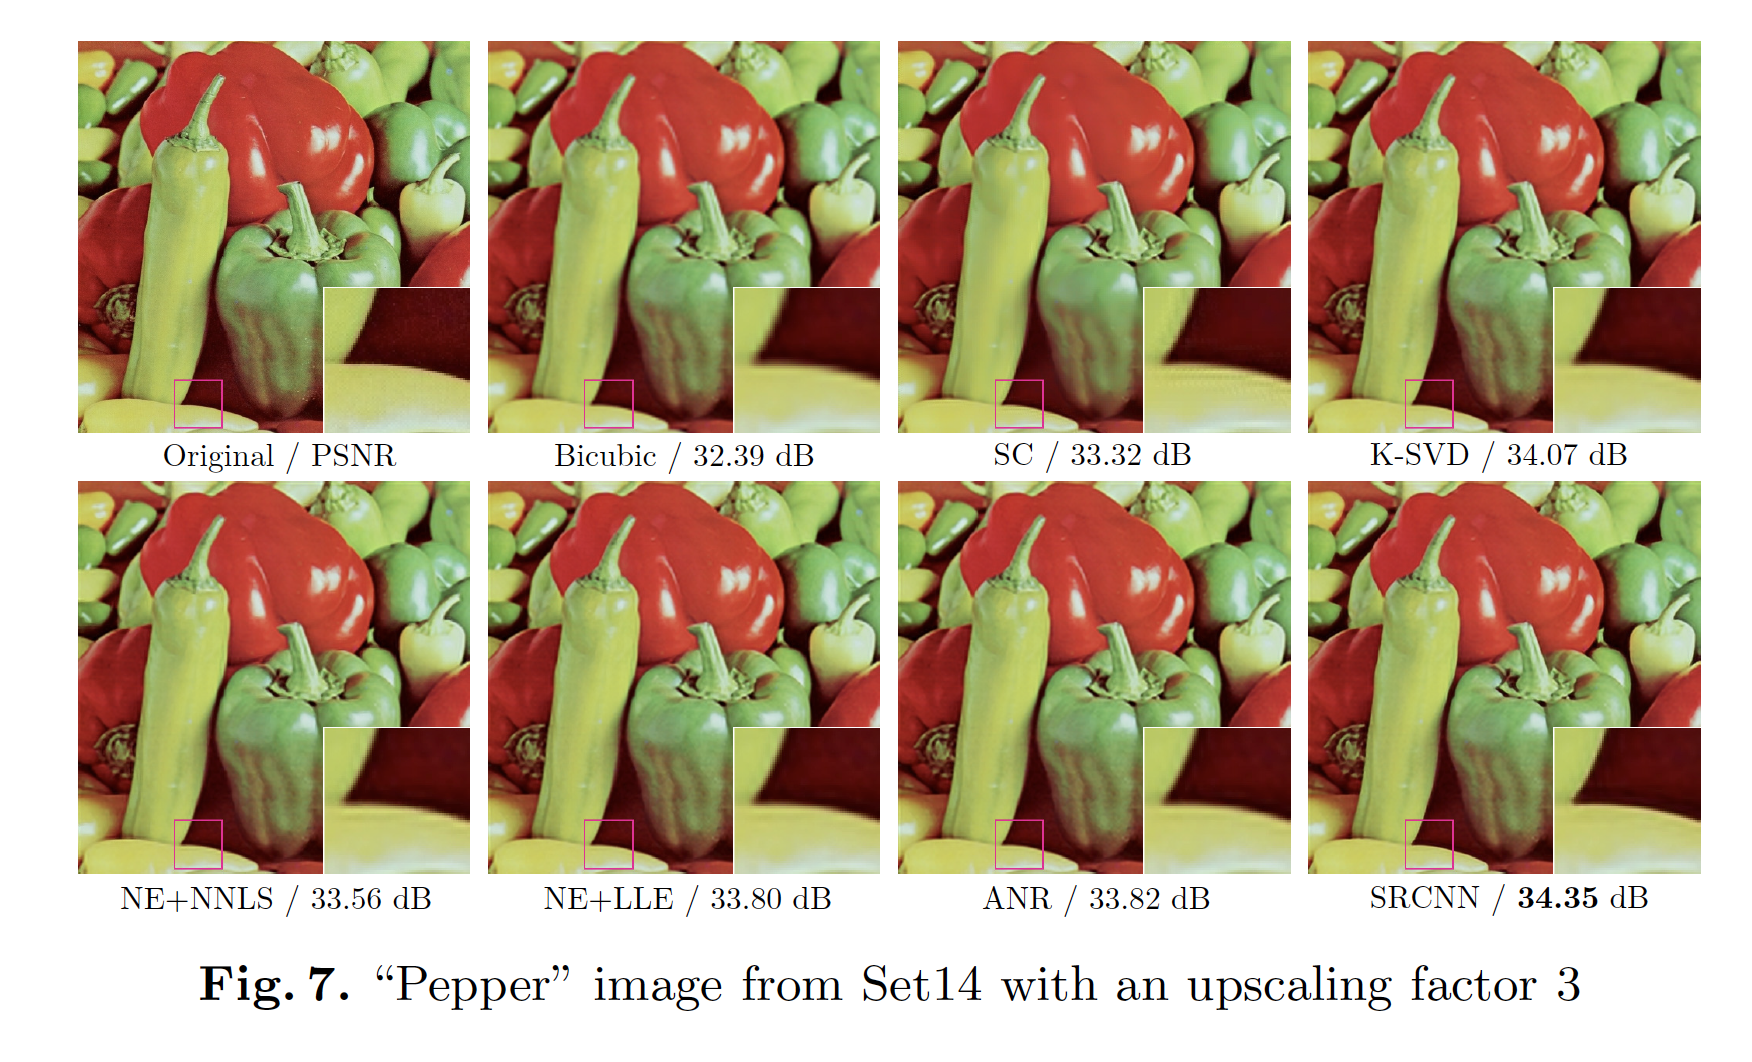 Original / PSNR
Bicubic / 32.39 dB
SC / 33.32 dB
K-SVD / 34.07 dB
NE+NNLS / 33.56 dB
NE+LLE / 33.80 dB
ANR / 33.82 dB
SRCNN / 34.35 dB
Fig. 7. “Pepper” image from Set14 with an upscaling factor 3